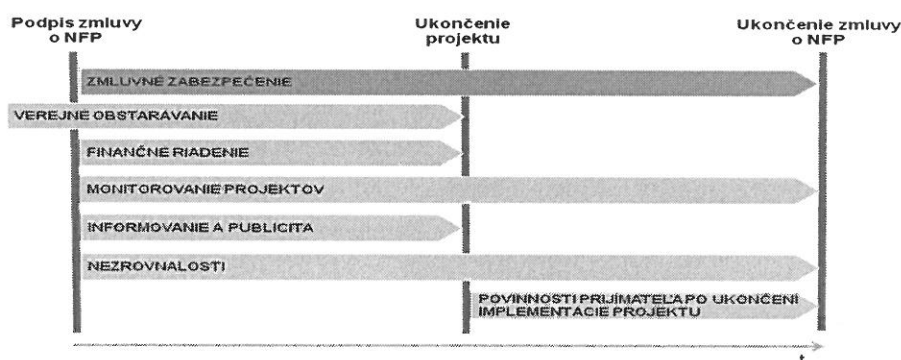 Podpis zmluvy
o NFP
Ukončenie
projektu
Ukončenie zmluvy
o NFP
ZMLUVNÉ ZABEZPEČENIE
VEREJNÉ OBSTARÁVANIE
FINANČNÉ RIADENIE
MONITOROVANIE PROJEKTOV
INFORMOVANIE A PUBLICITA
NEZROVNALOSTI
POVINNOSTI PRIJÍMATEĽA PO UKONČENÍ
IMPLEMENTÁCIE PROJEKTU
t